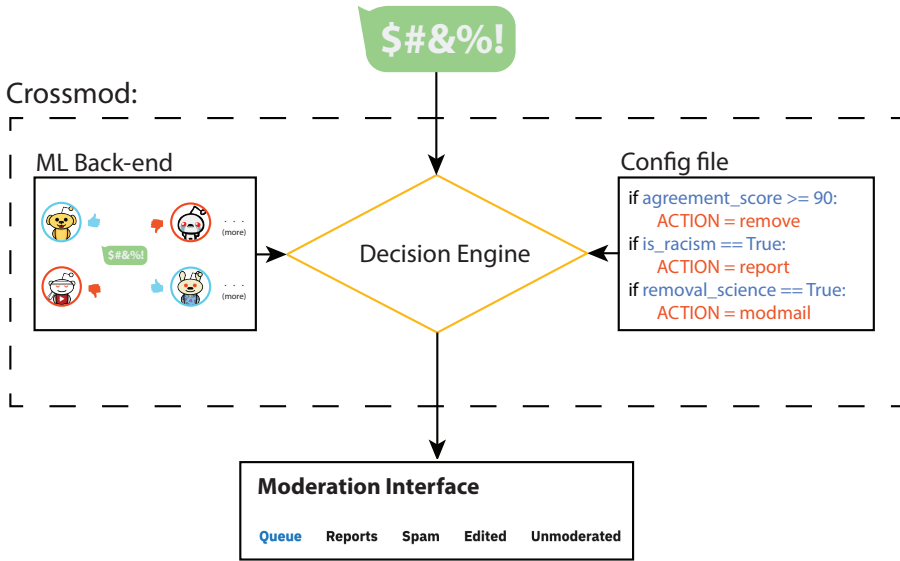 $#&%!
Crossmod:
ML Back-end
. . .
(more)
$#&%!
. . .
(more)
Decision Engine
Config file
if agreement_score >= 90:
ACTION = remove
if is_racism == True:
ACTION = report
if removal_science == True:
ACTION = modmail
Moderation Interface
Queue Reports Spam Edited Unmoderated